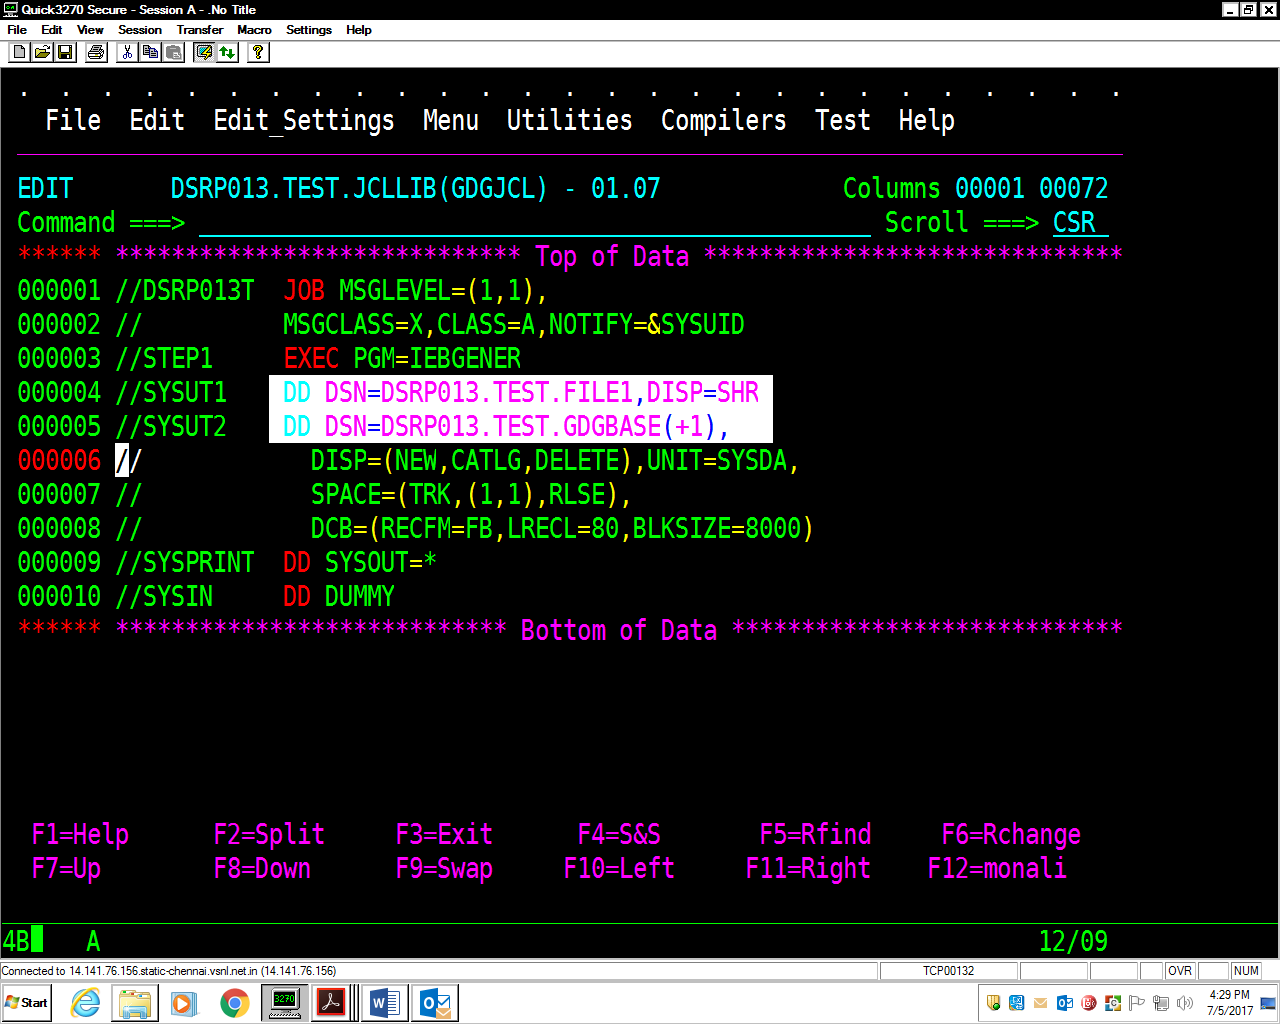 Quick3270 Secure - Session A - .No Title
File Edit View Session Transfer Macro Settings Help
. . . . . . . . . . . . . . . . . . . . . . . . . . .
File Edit Edit_Settings Menu Utilities Compilers Test Help
EDIT DSRP013.TEST.JCLLIB(GDGJCL) - 01.07 Columns 00001 00072
Command ===> Scroll ===> CSR
****** ***************************** Top of Data ******************************
000001 //DSRP013T JOB MSGLEVEL=(1,1),
000002 // MSGCLASS=X,CLASS=A,NOTIFY=&SYSUID
000003 //STEP1 EXEC PGM=IEBGENER
000004 //SYSUT1 DD DSN=DSRP013.TEST.FILE1,DISP=SHR
000005 //SYSUT2 DD DSN=DSRP013.TEST.GDGBASE(+1),
000006 // DISP=(NEW,CATLG,DELETE),UNIT=SYSDA,
000007 // SPACE=(TRK,(1,1),RLSE),
000008 // DCB=(RECFM=FB,LRECL=80,BLKSIZE=8000)
000009 //SYSPRINT DD SYSOUT=*
000010 //SYSIN DD DUMMY
****** **************************** Bottom of Data ****************************
F1=Help F2=Split F3=Exit F4=S&S F5=Rfind F6=Rchange
F7=Up F8=Down F9=Swap F10=Left F11=Right F12=monali
4B A 12/09
Connected to 14.141.76.156.static-chennai.vsnl.net.in (14.141.76.156) TCP00132 OVR NUM
Start 3270 4:29 PM
7/5/2017